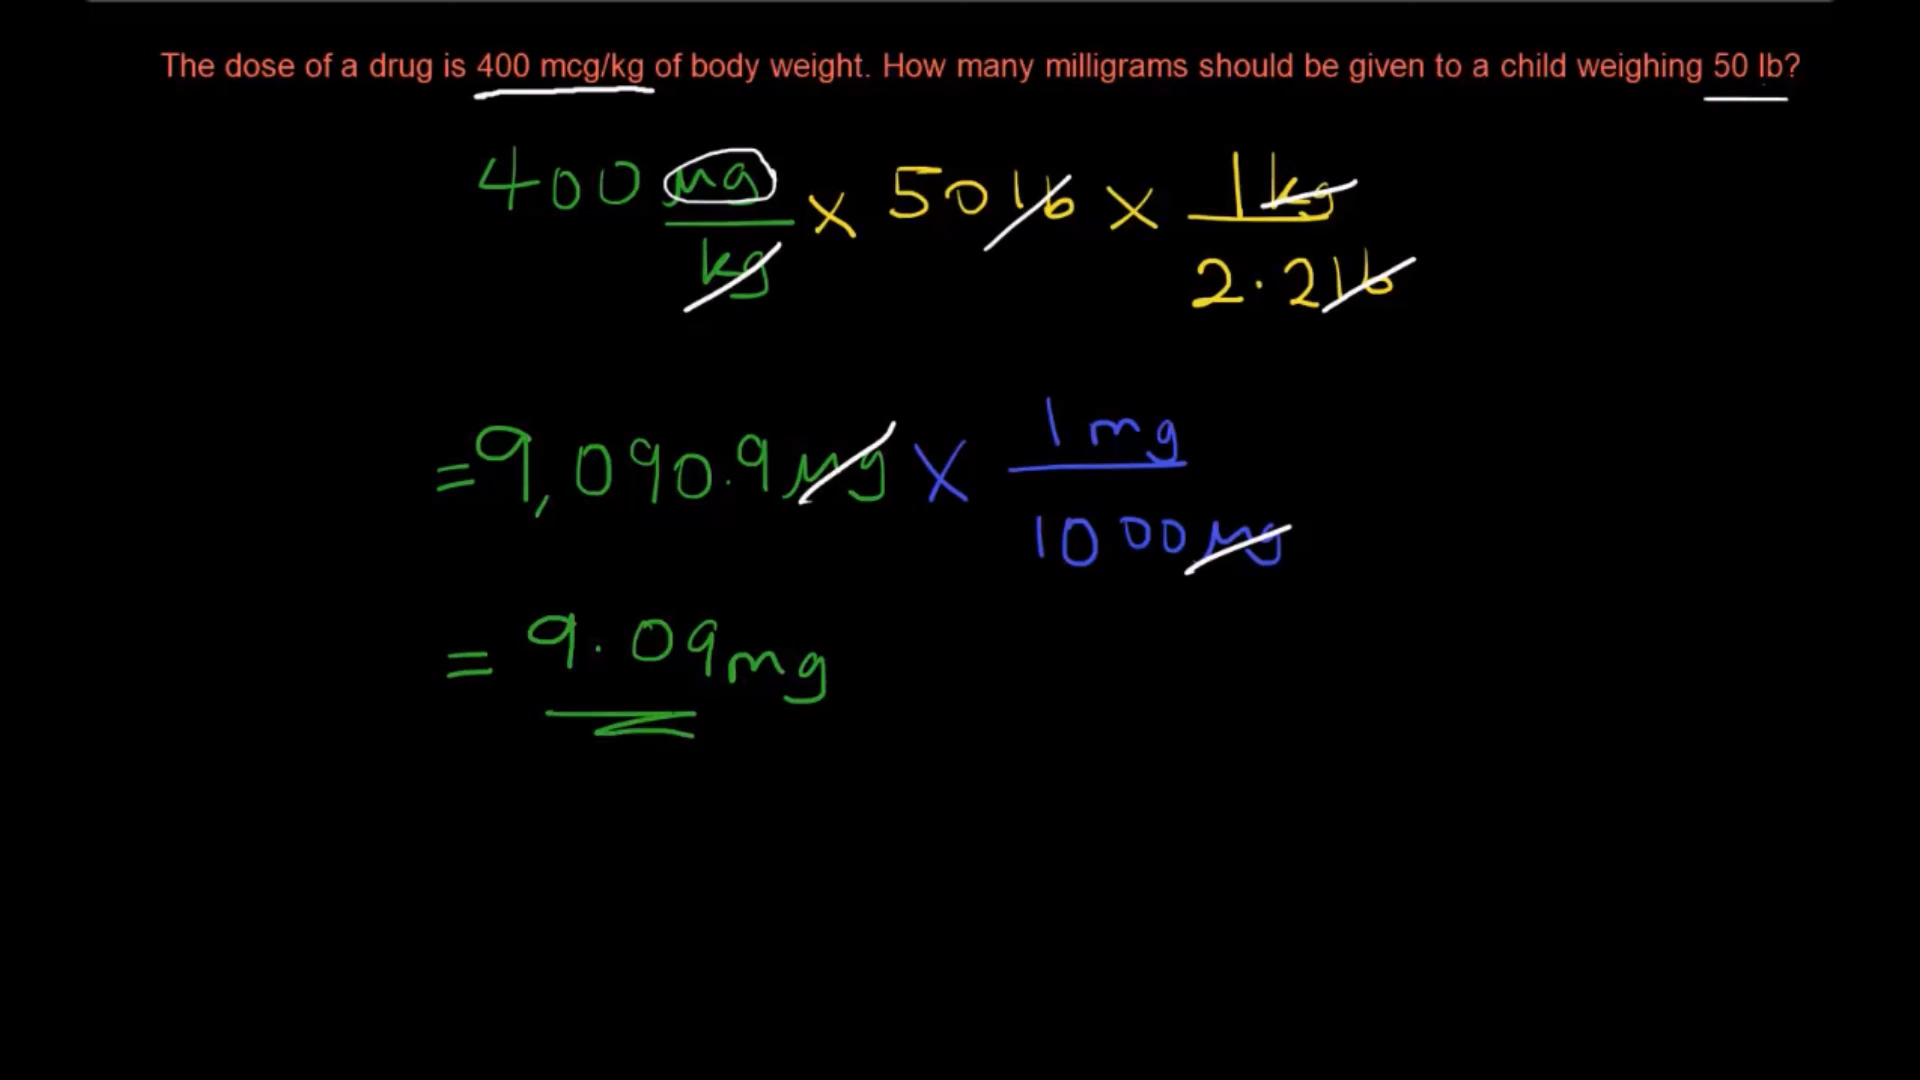 The dose of a drug is 400 mcg/kg of body weight. How many milligrams should be given to a child weighing 50 lb?
400 µg/kg × 50 lb × 1 kg/2.2 lb
= 9,090.9 µg × 1 mg/1000 µg
= 9.09 mg